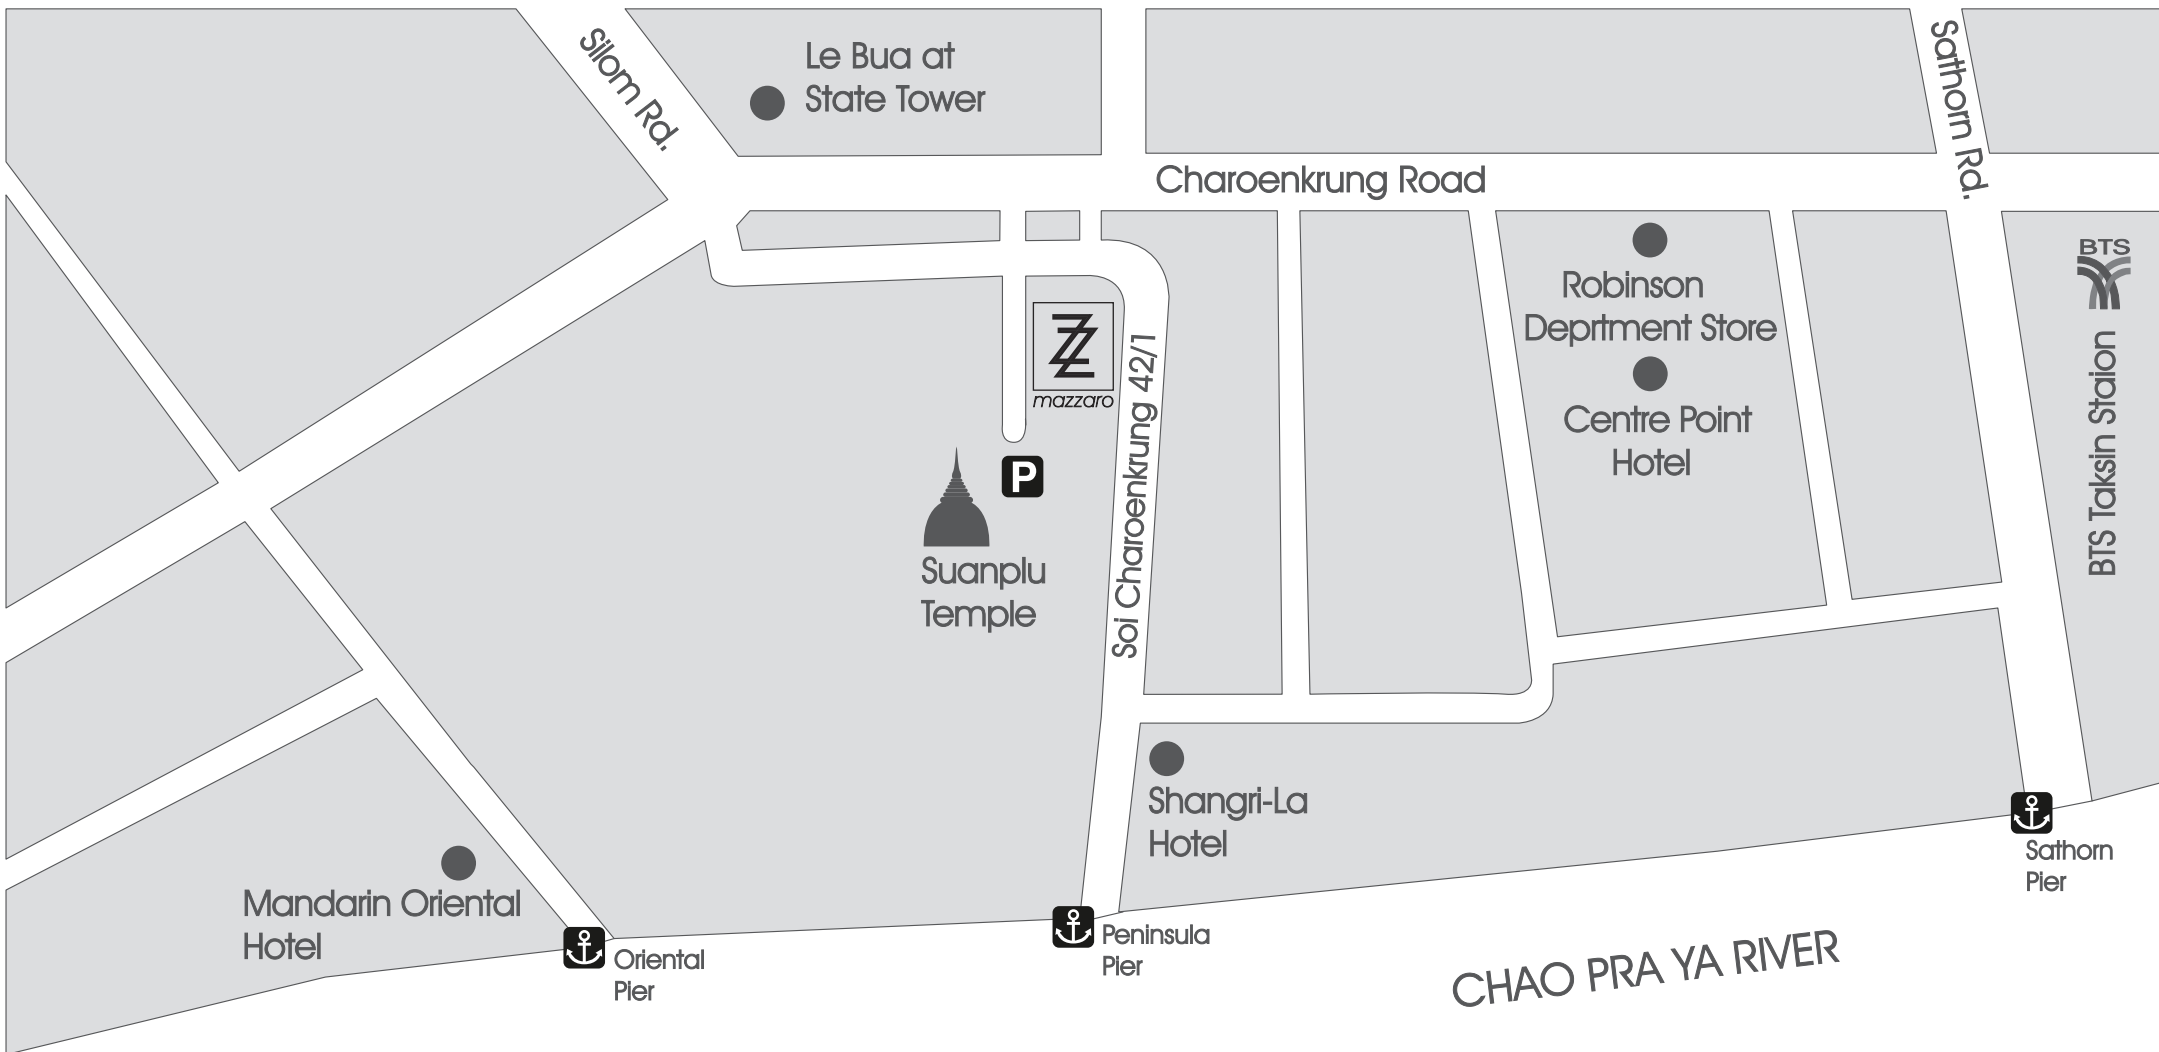 Silom Rd.
Le Bua at
State Tower
Sathorn Rd.
Charoenkrung Road
BTS
Robinson
Deprtment Store
Centre Point
Hotel
BTS Taksin Staion
mazzaro
Soi Charoenkrung 42/1
P
Suanplu
Temple
Shangri-La
Hotel
Sathorn
Pier
Mandarin Oriental
Hotel
Oriental
Pier
Peninsula
Pier
CHAO PRA YA RIVER